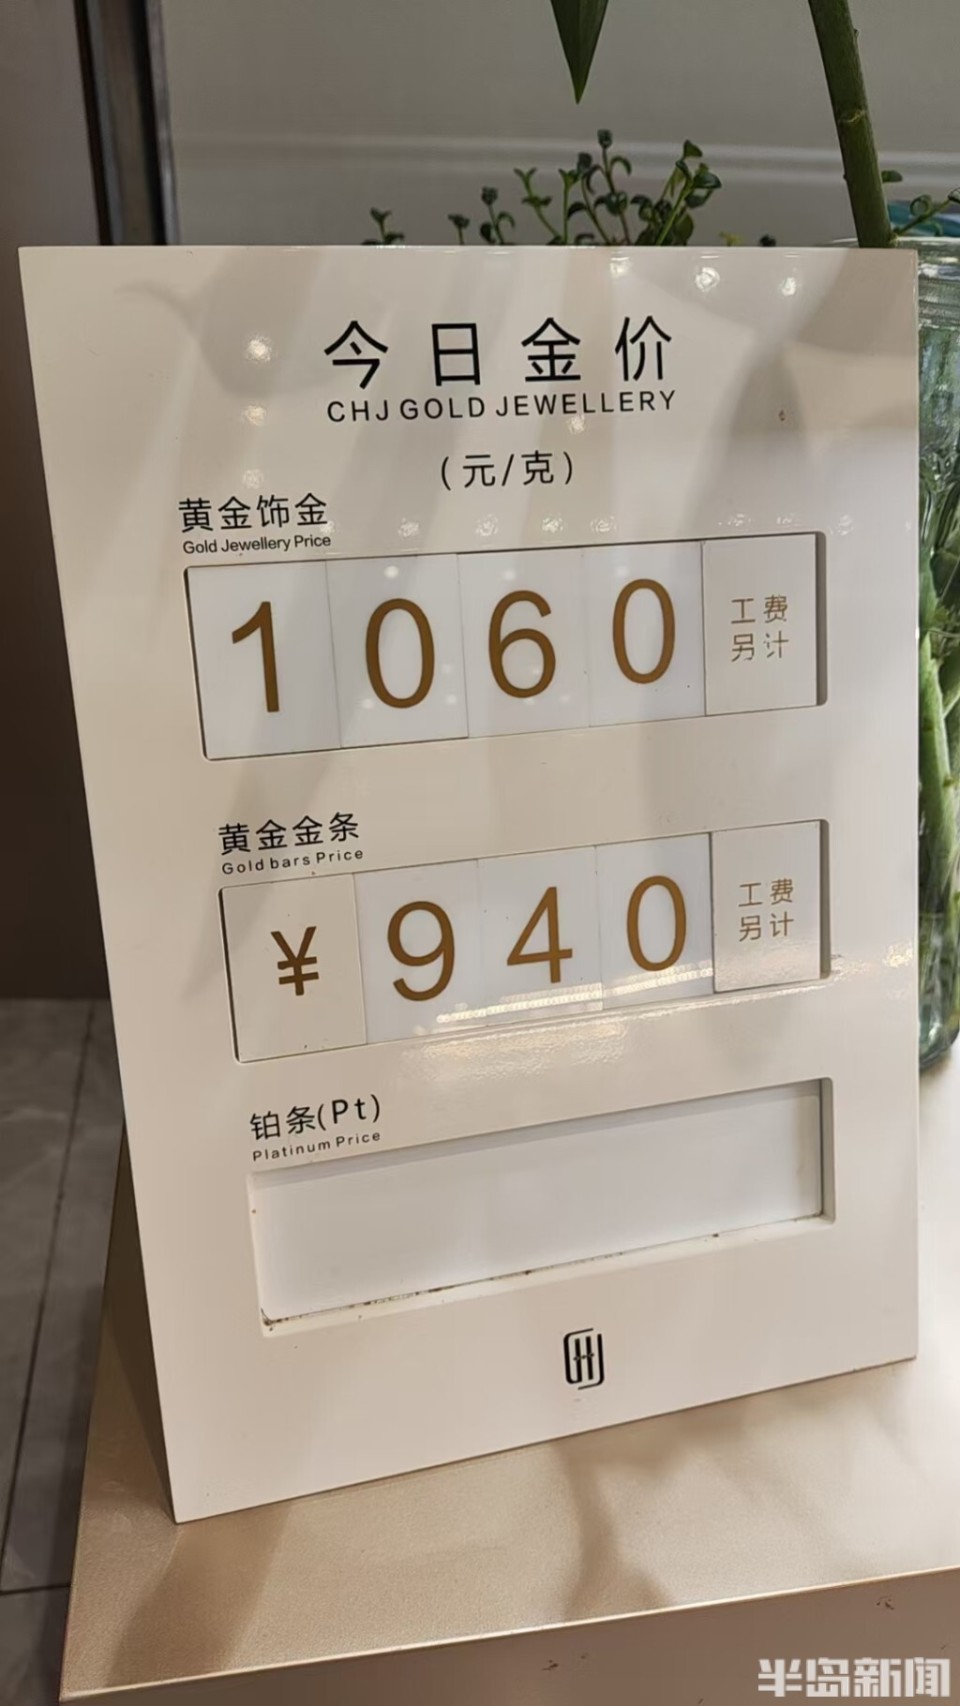 今日金价
CHJ GOLD JEWELLERY
(元/克)
黄金饰金
Gold Jewellery Price
1060
工费
另计
黄金金条
Gold bars Price
¥940
工费
另计
铂条(Pt)
Platinum Price
CHJ
半岛新闻